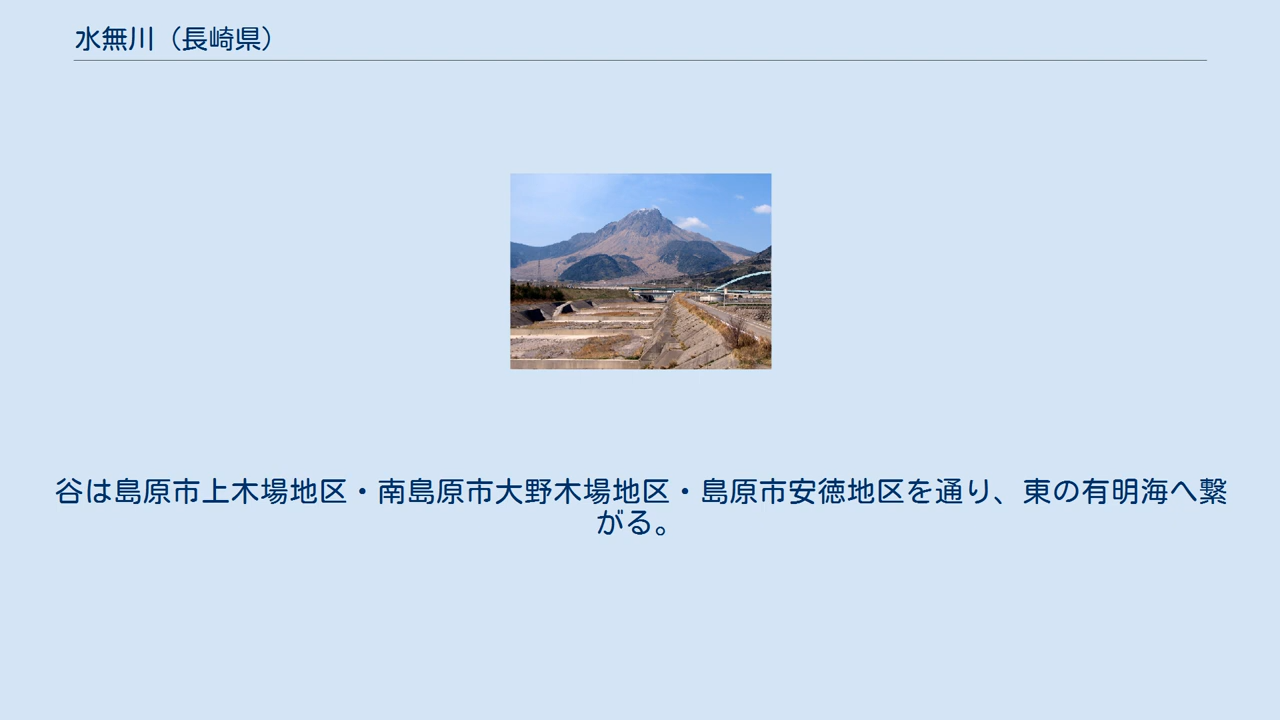 水無川（長崎県）
谷は島原市上木場地区・南島原市大野木場地区・島原市安徳地区を通り、東の有明海へ繋
がる。